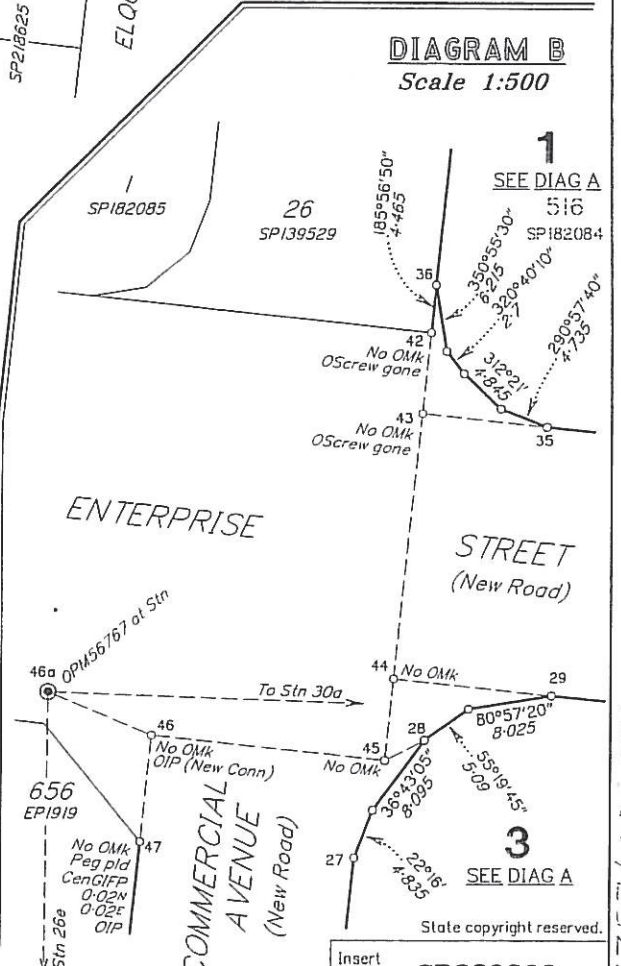 SP218625
ELQU
DIAGRAM B
Scale 1:500
1
SP182085
26
SP139529
185°56'50"
4·465
1
SEE DIAG A
516
SP182084
350°55'30"
6·215
320°40'10"
2·7
290°57'40"
4·735
312°21'
4·845
36
42
No OMk
OScrew gone
43
No OMk
OScrew gone
35
ENTERPRISE
STREET
(New Road)
OPM56767 at Stn
46a
To Stn 30a
44
No OMk
29
46
No OMk
OIP (New Conn)
45
No OMk
28
80°57'20"
8·025
55°19'45"
5·09
36°43'05"
8·095
656
EP1919
47
No OMk
Peg pld
CenGIFP
0·02N
0·02E
OIP
COMMERCIAL
AVENUE
(New Road)
27
22°16'
4·835
3
SEE DIAG A
Stn 26e
State copyright reserved.
Insert